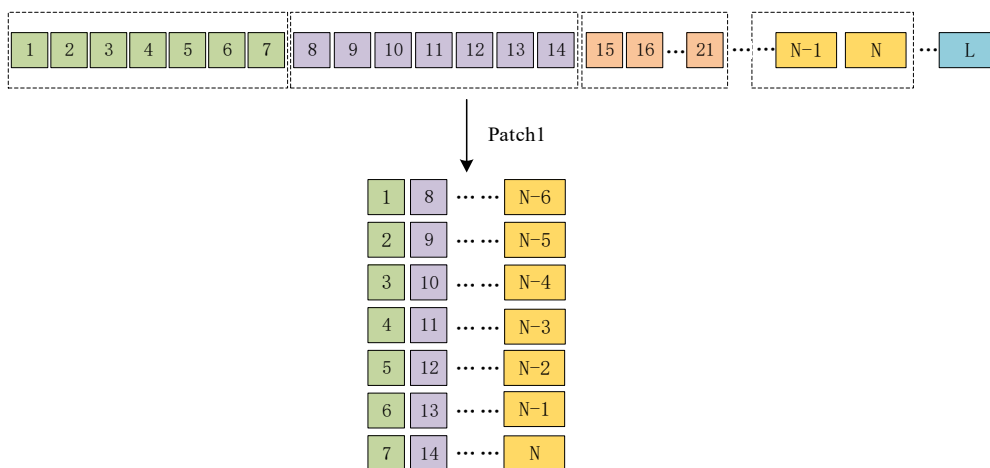 1 2 3 4 5 6 7 8 9 10 11 12 13 14 15 16 … 21 … … N-1 N … L
Patch1
1 8 … … N-6
2 9 … … N-5
3 10 … … N-4
4 11 … … N-3
5 12 … … N-2
6 13 … … N-1
7 14 … … N